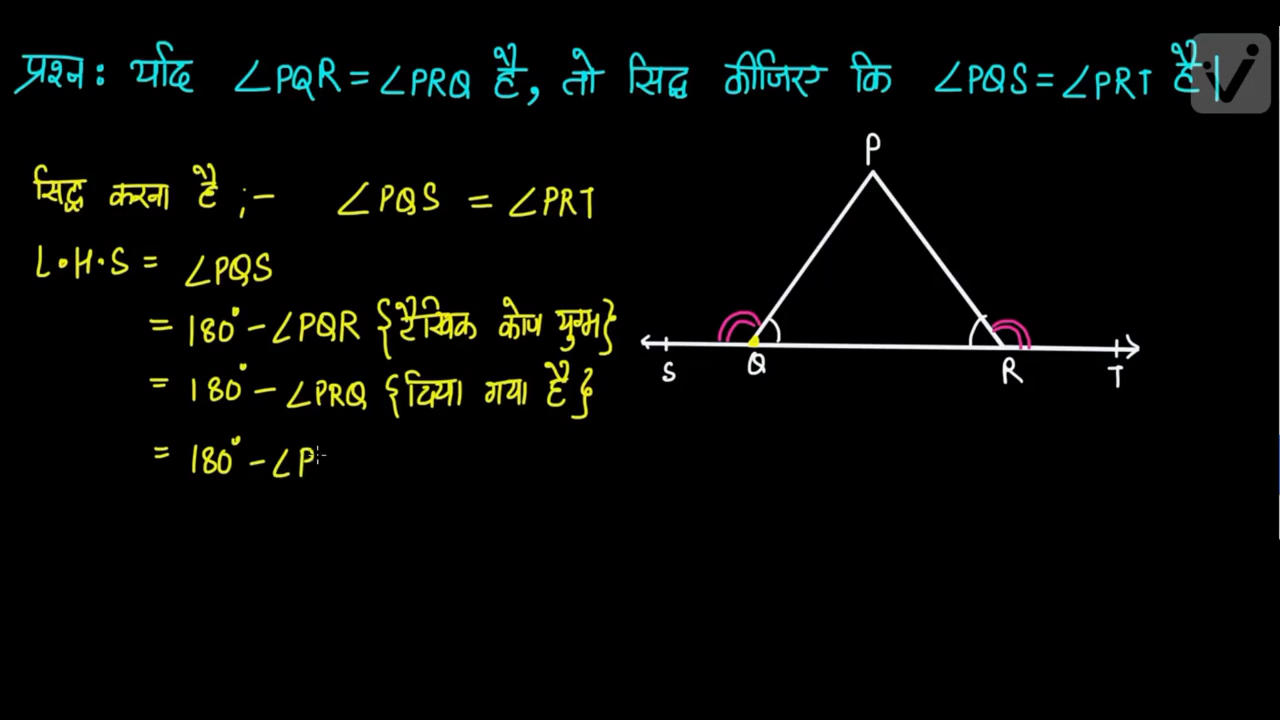 प्रश्न: यदि ∠PQR = ∠PRQ है, तो सिद्ध कीजिए कि ∠PQS = ∠PRT है|
सिद्ध करना है ;- ∠PQS = ∠PRT
L.H.S = ∠PQS
= 180° - ∠PQR {रैखिक कोण युग्म}
= 180° - ∠PRQ {दिया गया है}
= 180° - ∠P
P
S Q R T